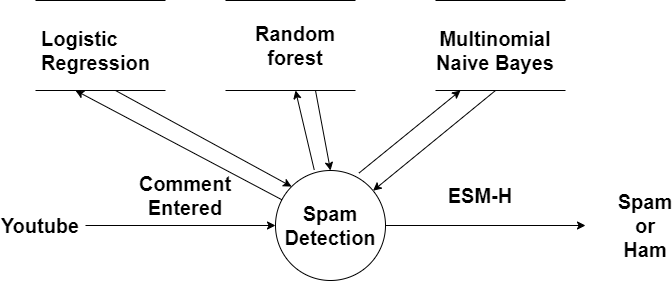 Logistic
Regression
Random
forest
Multinomial
Naive Bayes
Comment
Entered
ESM-H
Youtube
Spam
Detection
Spam
or
Ham